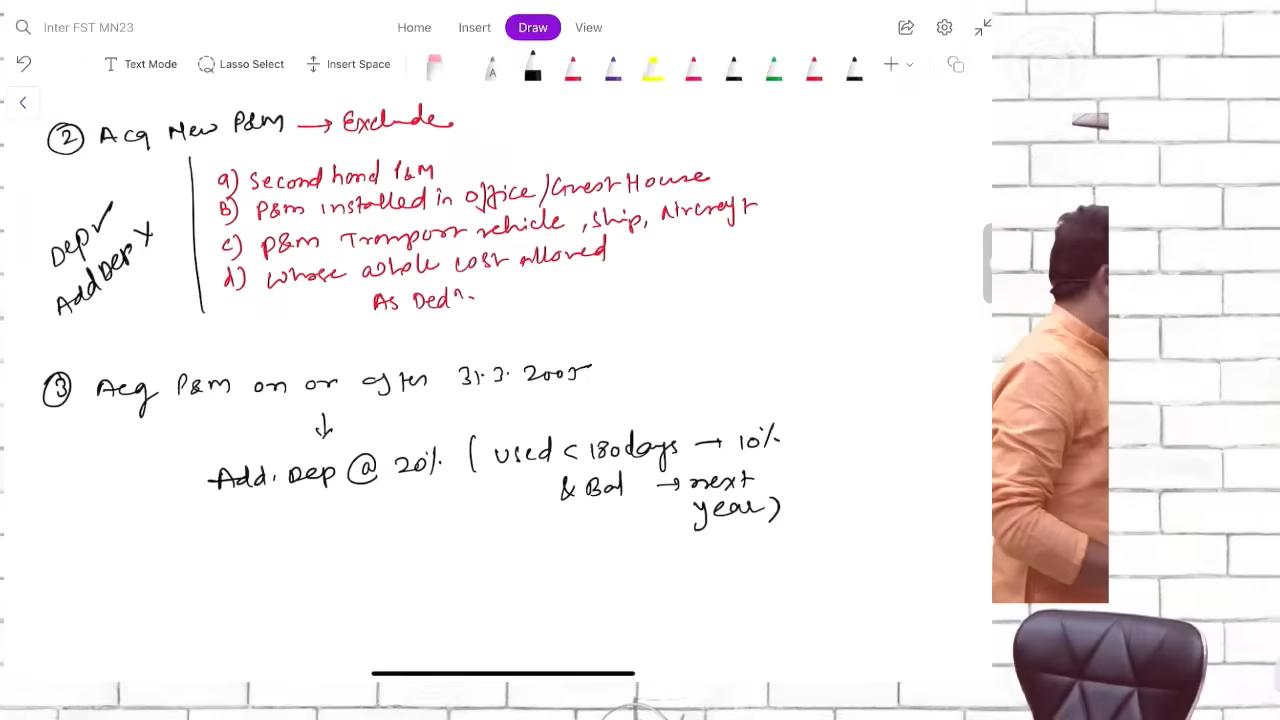 Inter FST MN23
Home Insert Draw View
Text Mode Lasso Select Insert Space
② Acq New P&M → Exclude
a) Second hand P&M
b) P&M installed in office/Guest House
c) P&M Transport vehicle, Ship, Aircraft
d) Whose whole cost allowed
As Dedn.
Dep ✓
Add Dep X
③ Acq P&M on or after 31.3.2005
↓
Add. Dep @ 20% ( used < 180 days → 10%
& Bal → next
year)